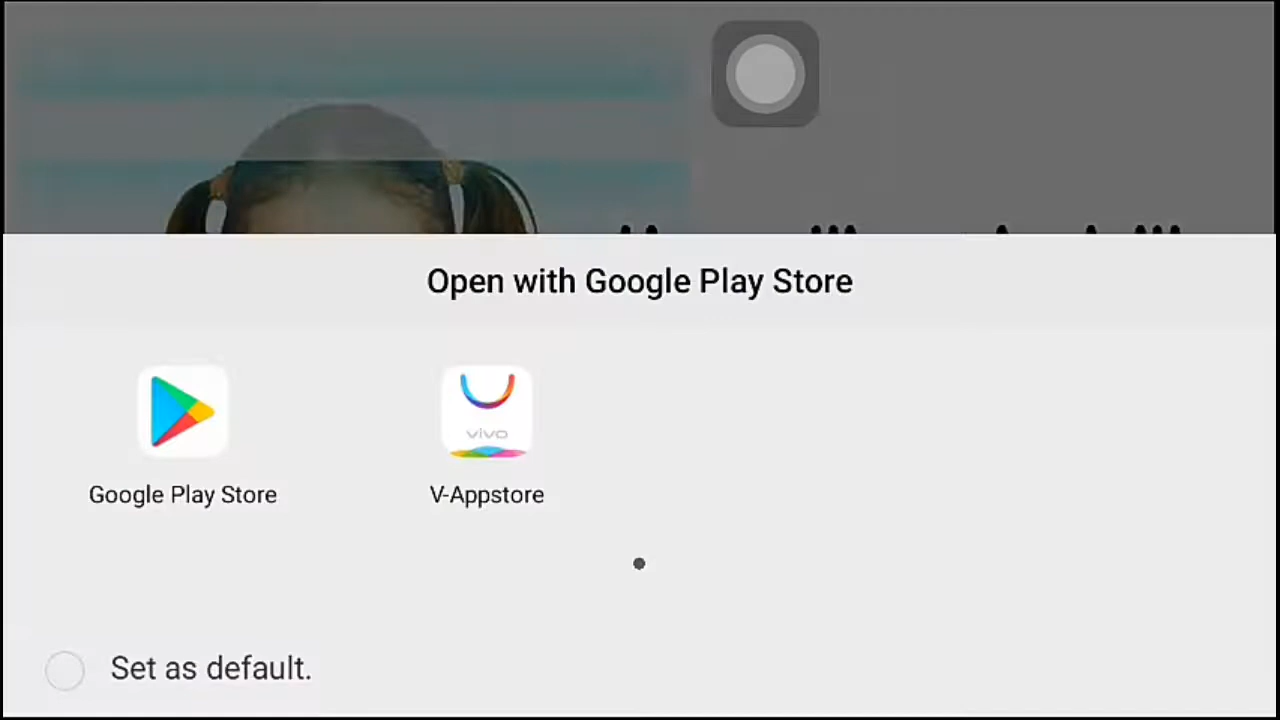 Open with Google Play Store
vivo
Google Play Store
V-Appstore
Set as default.